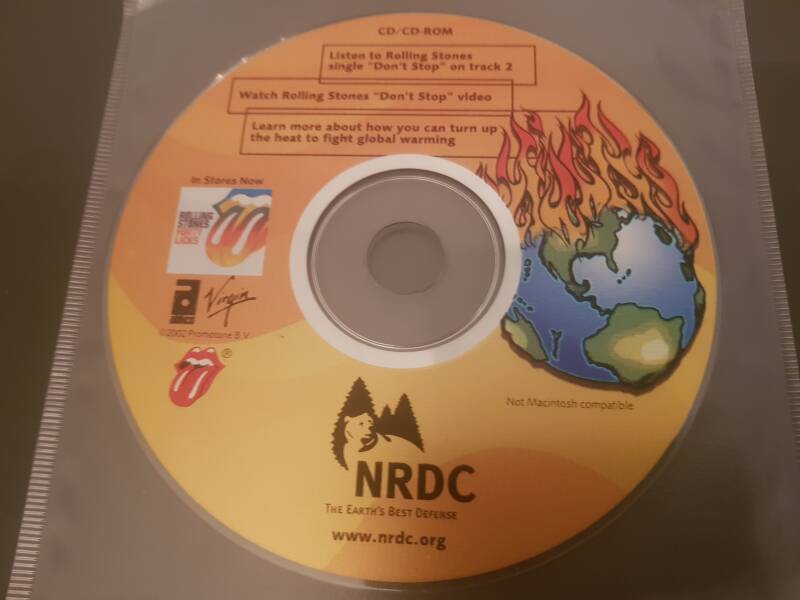 CD/CD-ROM
Listen to Rolling Stones
single "Don't Stop" on track 2
Watch Rolling Stones "Don't Stop" video
Learn more about how you can turn up
the heat to fight global warming
In Stores Now
ROLLING
STONES
FORTY
LICKS
a
Virgin
©2002 Promotone B.V.
®
Not Macintosh compatible
NRDC
THE EARTH'S BEST DEFENSE
www.nrdc.org